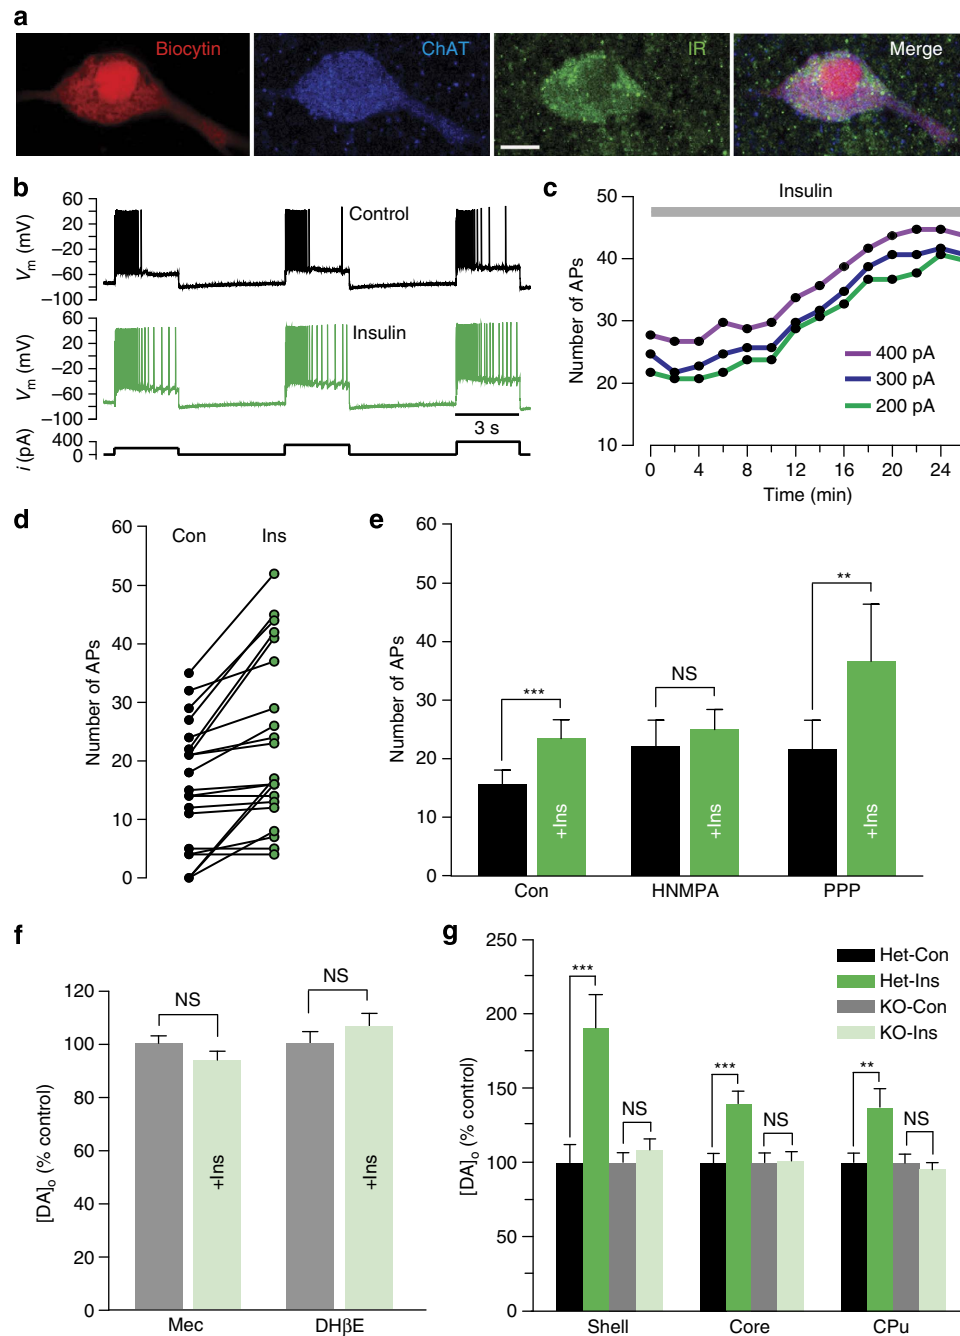 a
Biocytin
ChAT
IR
Merge
b
60
20
−20
−60
−100
Vm (mV)
Control
60
20
−20
−60
−100
Vm (mV)
Insulin
400
0
i (pA)
3 s
c
Insulin
50
40
30
20
10
Number of APs
400 pA
300 pA
200 pA
0 4 8 12 16 20 24
Time (min)
d
Con Ins
60
50
40
30
20
10
0
Number of APs
e
60
50
40
30
20
10
0
Number of APs
***
NS
**
+Ins
+Ins
+Ins
Con HNMPA PPP
f
120
100
80
60
40
20
0
[DA]o (% control)
NS
NS
+Ins
+Ins
Mec DHβE
g
250
200
150
100
50
0
[DA]o (% control)
Het-Con
Het-Ins
KO-Con
KO-Ins
***
NS
***
NS
**
NS
Shell Core CPu